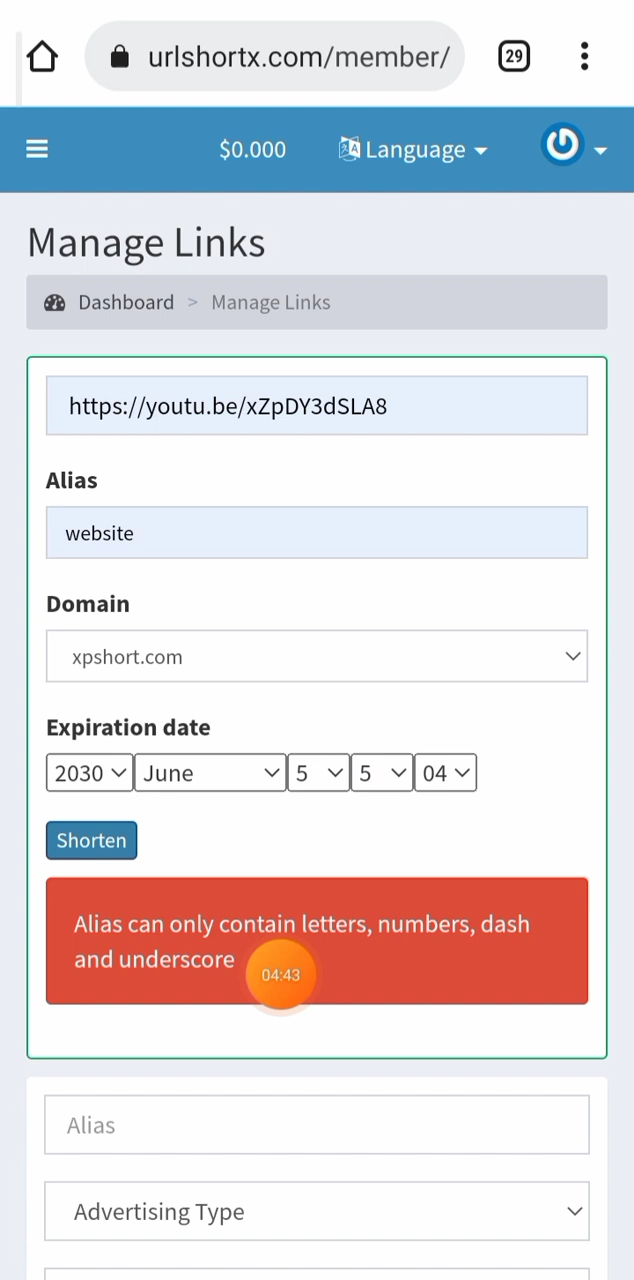 urlshortx.com/member/
29
$0.000
Language
Manage Links
Dashboard > Manage Links
https://youtu.be/xZpDY3dSLA8
Alias
website
Domain
xpshort.com
Expiration date
2030 June 5 5 04
Shorten
Alias can only contain letters, numbers, dash
and underscore
04:43
Alias
Advertising Type